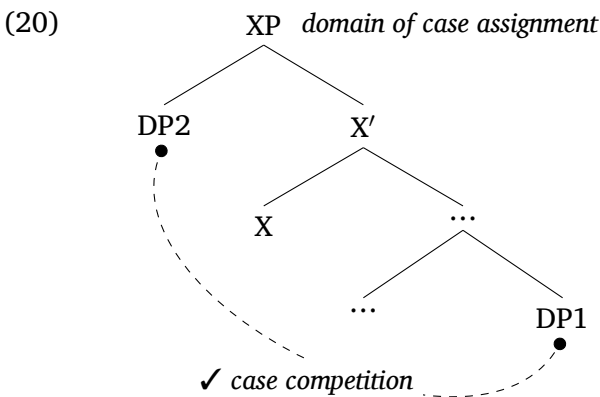 (20) XP domain of case assignment
DP2 X′
X …
… DP1
✓ case competition